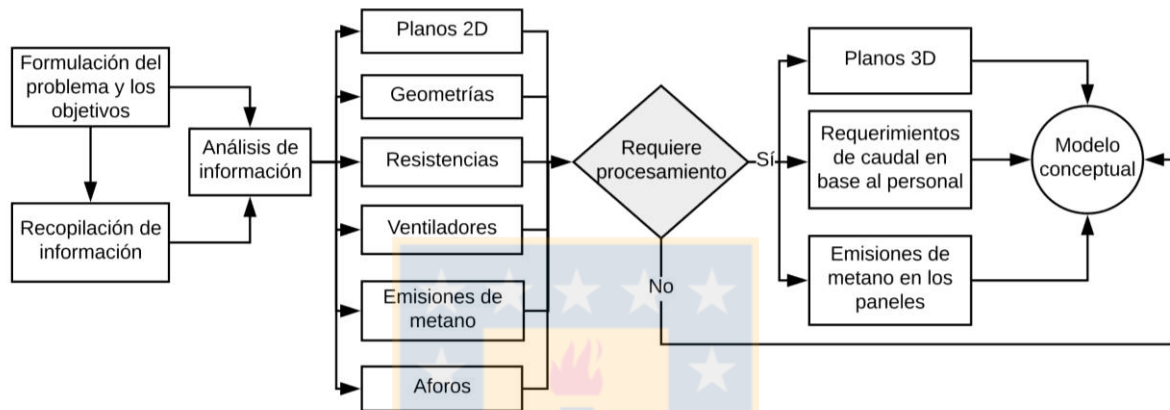 Formulación del
problema y los
objetivos
Recopilación de
información
Análisis de
información
Planos 2D
Geometrías
Resistencias
Ventiladores
Emisiones de
metano
Aforos
Requiere
procesamiento
Sí
No
Planos 3D
Requerimientos
de caudal en
base al personal
Emisiones de
metano en los
paneles
Modelo
conceptual